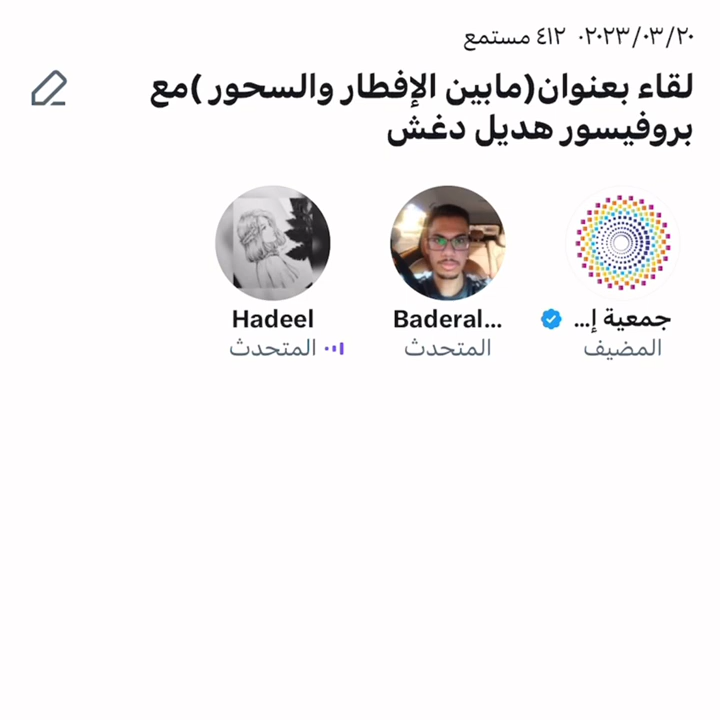 ٢٠٢٣/٠٣/٢٠ ٤١٢ مستمع
لقاء بعنوان(مابين الإفطار والسحور )مع
بروفيسور هديل دغش
جمعية إ...
المضيف
Baderal...
المتحدث
Hadeel
المتحدث